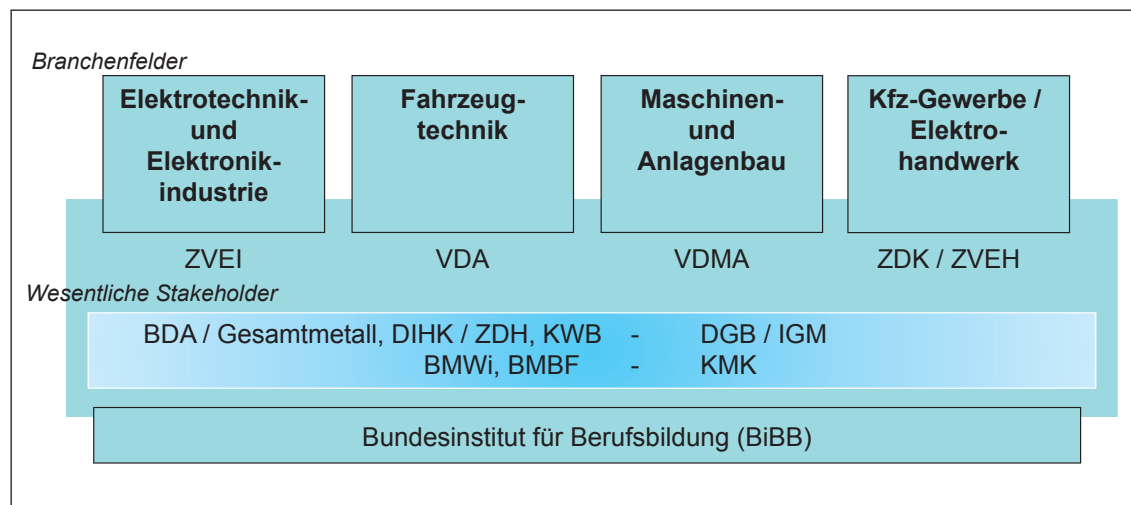 Branchenfelder
Elektrotechnik-
und
Elektronik-
industrie
Fahrzeug-
technik
Maschinen-
und
Anlagenbau
Kfz-Gewerbe /
Elektro-
handwerk
ZVEI
VDA
VDMA
ZDK / ZVEH
Wesentliche Stakeholder
BDA / Gesamtmetall, DIHK / ZDH, KWB - DGB / IGM
BMWi, BMBF - KMK
Bundesinstitut für Berufsbildung (BiBB)